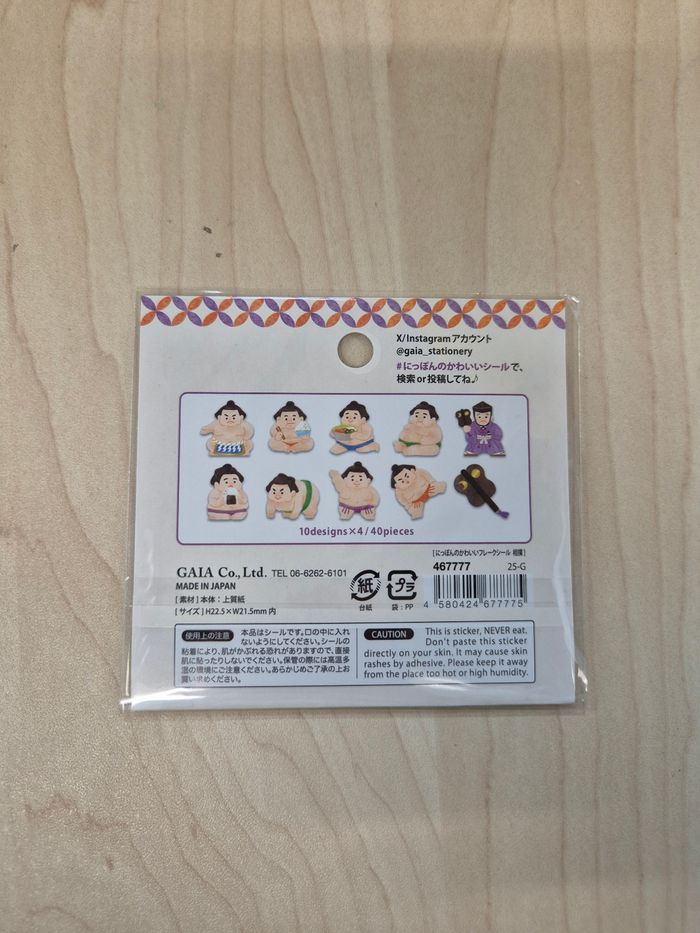 X/Instagramアカウント
@gaia_stationery
#にっぽんのかわいいシールで、
検索or投稿してね♪
10designs×4/40pieces
[にっぽんのかわいいフレークシール 相撲]
GAIA Co.,Ltd. TEL 06-6262-6101
MADE IN JAPAN
[素材]本体:上質紙
[サイズ]H22.5×W21.5mm 内
紙
台紙
プラ
袋:PP
467777 25-G
4 580424 677775
使用上の注意 本品はシールです。口の中に入れ
ないようにしてください。シールの
粘着により、肌がかぶれる恐れがありますので、直接
肌に貼ったりしないでください。保管の際には高温多
湿の環境にご注意ください。あらかじめご了承の上お
買い求めください。
CAUTION This is sticker, NEVER eat.
Don't paste this sticker
directly on your skin. It may cause skin
rashes by adhesive. Please keep it away
from the place too hot or high humidity.